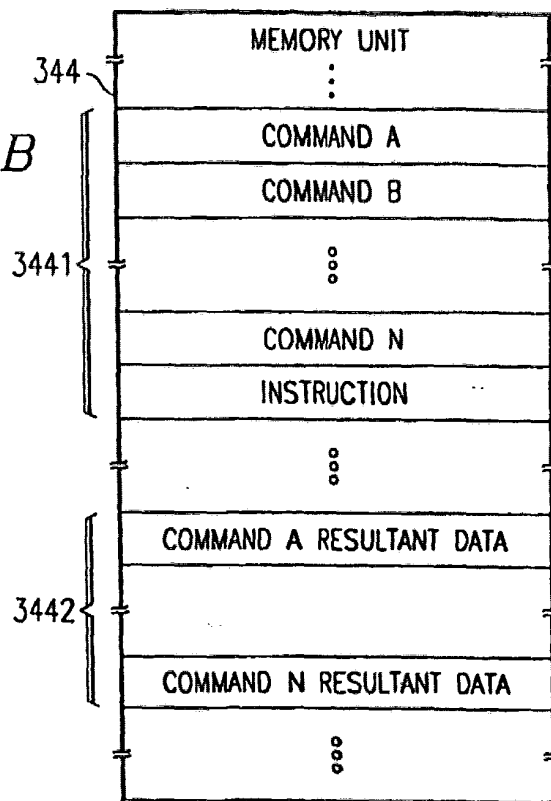 MEMORY UNIT
344
COMMAND A
B
COMMAND B
3441
COMMAND N
INSTRUCTION
COMMAND A RESULTANT DATA
3442
COMMAND N RESULTANT DATA